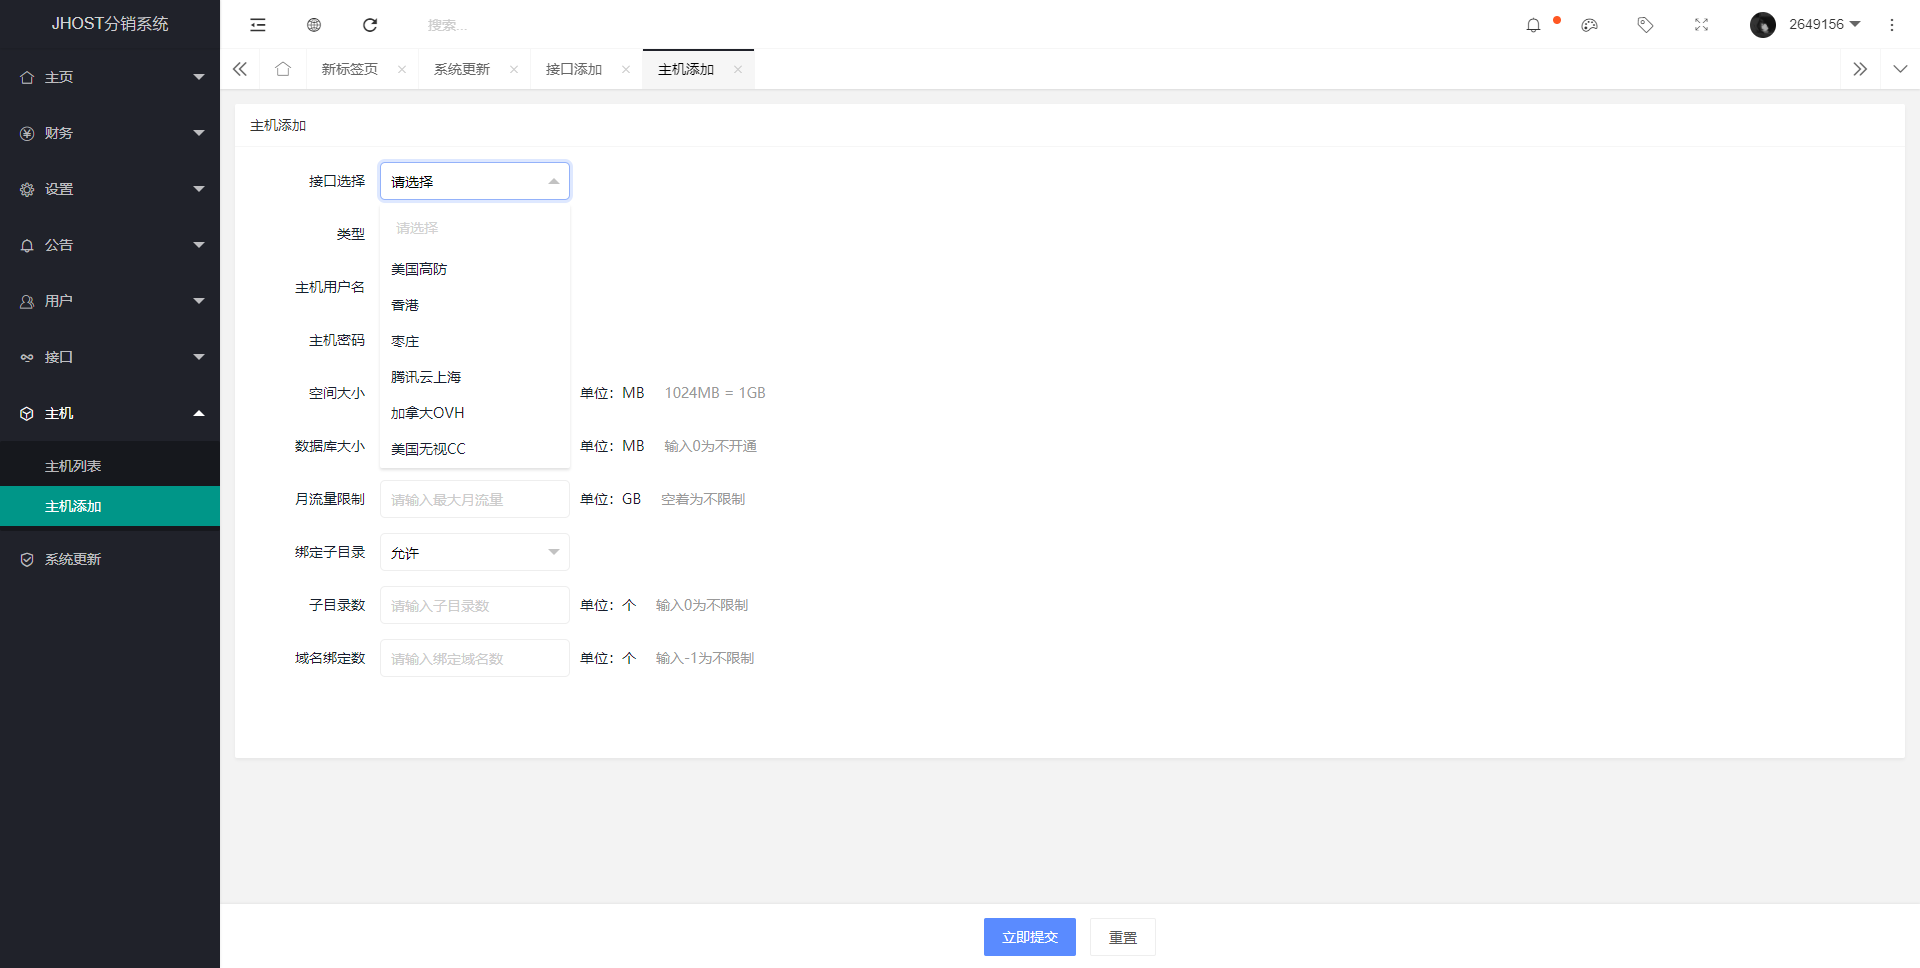 JHOST分销系统
搜索...
2649156
主页
财务
设置
公告
用户
接口
主机
主机列表
主机添加
系统更新
新标签页
系统更新
接口添加
主机添加
主机添加
接口选择 请选择
请选择
美国高防
香港
枣庄
腾讯云上海
加拿大OVH
美国无视CC
类型
主机用户名
主机密码
空间大小 单位：MB 1024MB = 1GB
数据库大小 单位：MB 输入0为不开通
月流量限制 请输入最大月流量 单位：GB 空着为不限制
绑定子目录 允许
子目录数 请输入子目录数 单位：个 输入0为不限制
域名绑定数 请输入绑定域名数 单位：个 输入-1为不限制
立即提交 重置